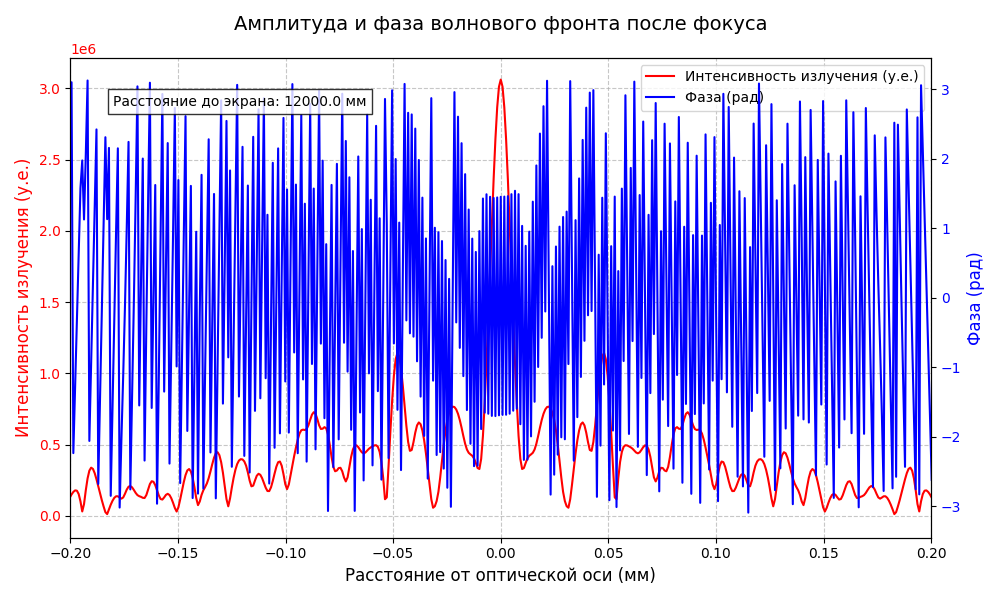 Амплитуда и фаза волнового фронта после фокуса
1e6
Интенсивность излучения (у.е.)
Фаза (рад)
Расстояние до экрана: 12000.0 мм
3.0
2.5
2.0
1.5
1.0
0.5
0.0
Интенсивность излучения (у.е.)
3
2
1
0
−1
−2
−3
Фаза (рад)
−0.20
−0.15
−0.10
−0.05
0.00
0.05
0.10
0.15
0.20
Расстояние от оптической оси (мм)